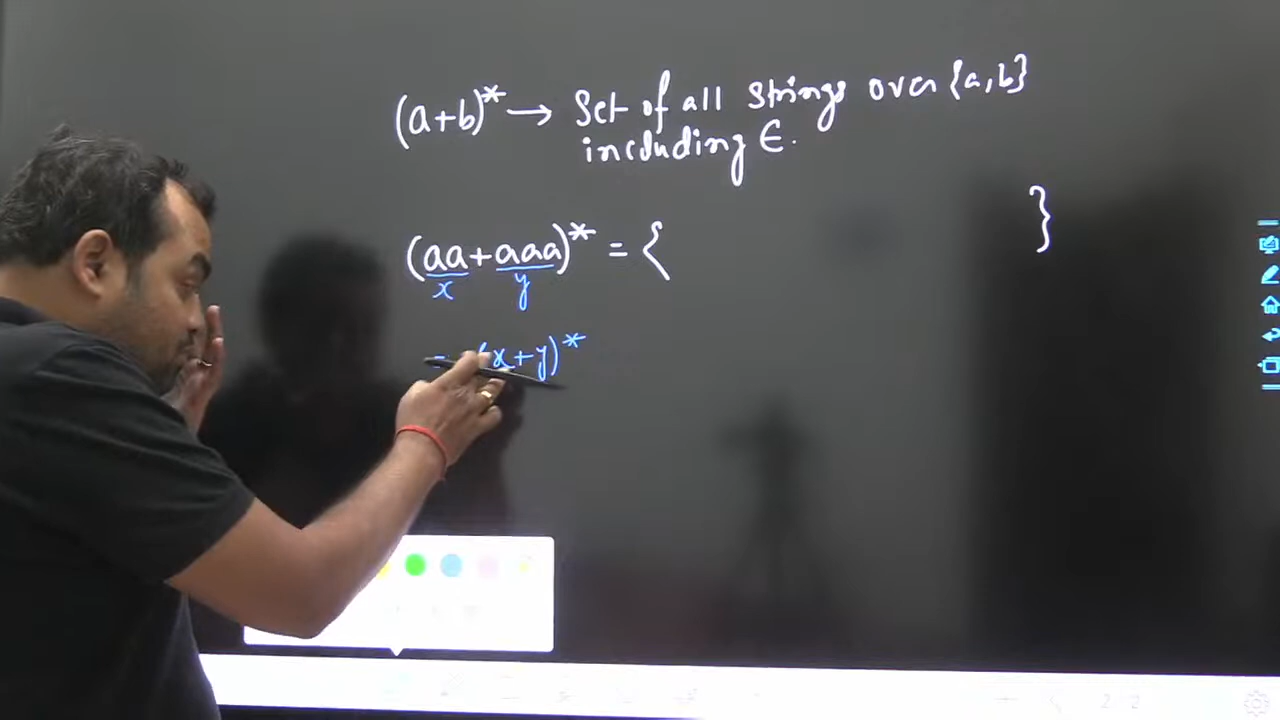 (a+b)* → Set of all strings over {a,b}
including ϵ.
(aa+aaa)* = { }
x y
= (x+y)*